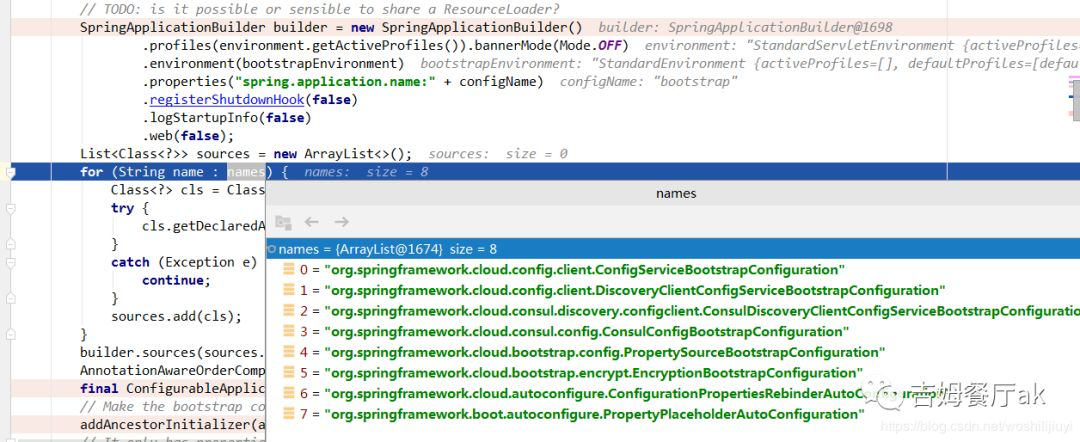 // TODO: is it possible or sensible to share a ResourceLoader?
SpringApplicationBuilder builder = new SpringApplicationBuilder() builder: SpringApplicationBuilder@1698
.profiles(environment.getActiveProfiles()).bannerMode(Mode.OFF) environment: "StandardServletEnvironment {activeProfiles=
.environment(bootstrapEnvironment) bootstrapEnvironment: "StandardEnvironment {activeProfiles=[], defaultProfiles=[defau
.properties("spring.application.name:" + configName) configName: "bootstrap"
.registerShutdownHook(false)
.logStartupInfo(false)
.web(false);
List<Class<?>> sources = new ArrayList<>(); sources: size = 0
for (String name : names) { names: size = 8
Class<?> cls = Class
names
try {
cls.getDeclaredA
}
names = {ArrayList@1674} size = 8
catch (Exception e)
0 = "org.springframework.cloud.config.client.ConfigServiceBootstrapConfiguration"
continue;
1 = "org.springframework.cloud.config.client.DiscoveryClientConfigServiceBootstrapConfiguration"
}
2 = "org.springframework.cloud.consul.discovery.configclient.ConsulDiscoveryClientConfigServiceBootstrapConfiguratio
sources.add(cls);
3 = "org.springframework.cloud.consul.config.ConsulConfigBootstrapConfiguration"
}
builder.sources(sources.
4 = "org.springframework.cloud.bootstrap.config.PropertySourceBootstrapConfiguration"
AnnotationAwareOrderComp
5 = "org.springframework.cloud.bootstrap.encrypt.EncryptionBootstrapConfiguration"
final ConfigurableApplic
6 = "org.springframework.cloud.autoconfigure.ConfigurationPropertiesRebinderAutoConfiguration"
// Make the bootstrap co
7 = "org.springframework.boot.autoconfigure.PropertyPlaceholderAutoConfiguration"
addAncestorInitializer(a
// It only has properti
吉姆餐厅ak
https://blog.csdn.net/woshilijiuyi